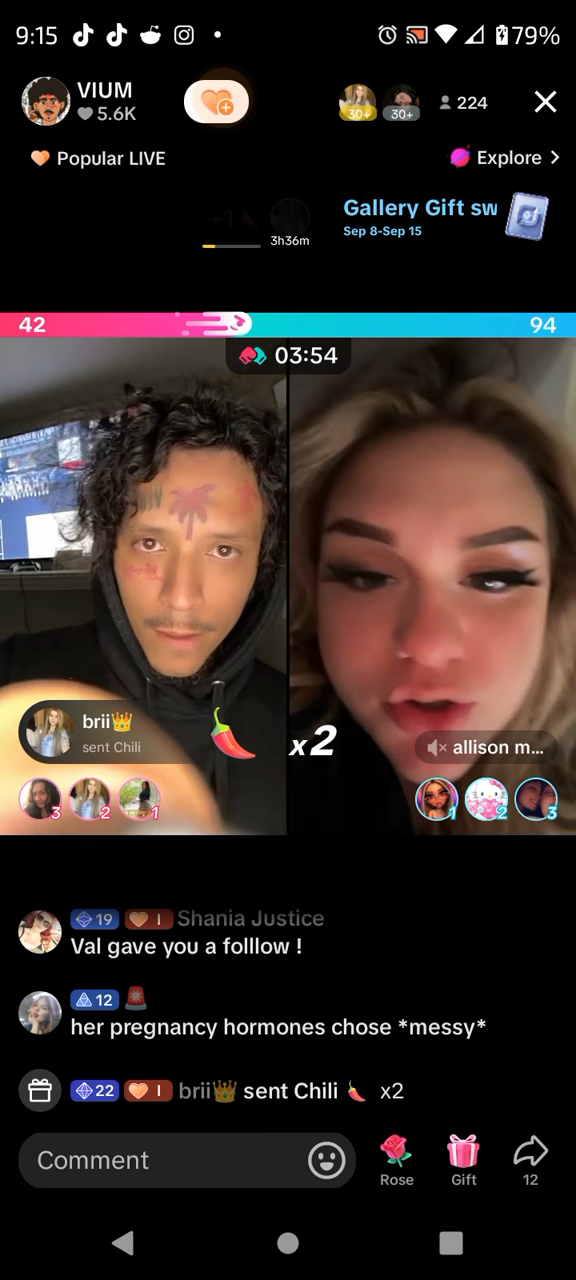 9:15
79%
VIUM
5.6K
30+
30+
224
Popular LIVE
Explore
+1
3h36m
Gallery Gift sw
Sep 8-Sep 15
42
94
03:54
brii👑
sent Chili
x2
allison m...
3
2
1
1
2
3
19 I Shania Justice
Val gave you a folllow !
12 🚨
her pregnancy hormones chose *messy*
22 I brii👑 sent Chili 🌶 x2
Comment
Rose
Gift
12